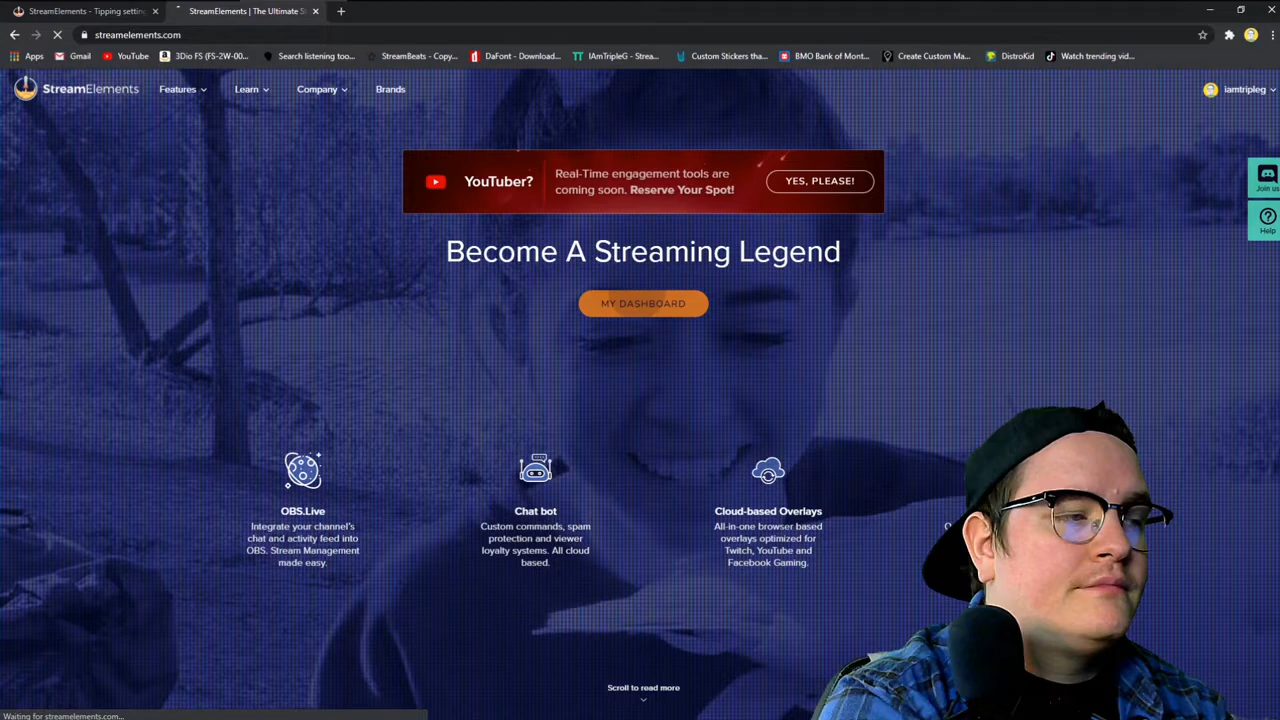 StreamElements - Tipping settin
StreamElements | The Ultimate S
streamelements.com
Apps
Gmail
YouTube
3Dio FS (FS-2W-00...
Search listening too...
StreamBeats - Copy...
DaFont - Download...
IAmTripleG - Strea...
Custom Stickers tha...
BMO Bank of Mont...
Create Custom Ma...
DistroKid
Watch trending vid...
StreamElements
Features
Learn
Company
Brands
iamtripleg
YouTuber?
Real-Time engagement tools are
coming soon. Reserve Your Spot!
YES, PLEASE!
Join us
Help
Become A Streaming Legend
MY DASHBOARD
OBS.Live
Integrate your channel's
chat and activity feed into
OBS. Stream Management
made easy.
Chat bot
Custom commands, spam
protection and viewer
loyalty systems. All cloud
based.
Cloud-based Overlays
All-in-one browser based
overlays optimized for
Twitch, YouTube and
Facebook Gaming.
Scroll to read more
Waiting for streamelements.com...